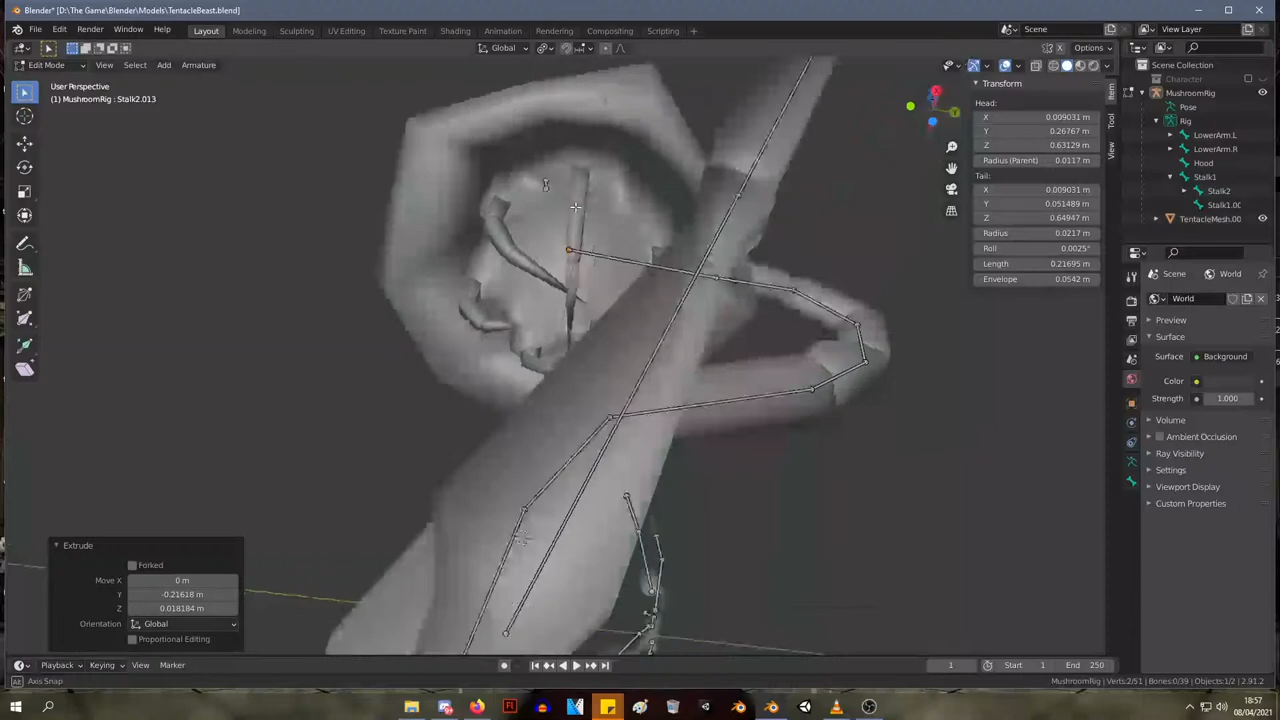 Blender* [D:\The Game\Blender\Models\TentacleBeast.blend]
File Edit Render Window Help Layout Modeling Sculpting UV Editing Texture Paint Shading Animation Rendering Compositing Scripting + Scene View Layer
Global Options
Edit Mode View Select Add Armature
User Perspective
(1) MushroomRig : Stalk2.013
Transform
Head:
X 0.009031 m
Y 0.26767 m
Z 0.63129 m
Radius (Parent) 0.0117 m
Tail:
X 0.009031 m
Y 0.051489 m
Z 0.64947 m
Radius 0.0217 m
Roll 0.0025°
Length 0.21695 m
Envelope 0.0542 m
Item
Tool
View
X
Y
Scene Collection
Character
MushroomRig
Pose
Rig
LowerArm.L
LowerArm.R
Hood
Stalk1
Stalk2
Stalk1.00
TentacleMesh.00
Scene World
World
Preview
Surface
Surface Background
Color
Strength 1.000
Volume
Ambient Occlusion
Ray Visibility
Settings
Viewport Display
Custom Properties
Extrude
Forked
Move X 0 m
Y -0.21618 m
Z 0.018184 m
Orientation Global
Proportional Editing
Playback Keying View Marker 1 Start 1 End 250
Alt Axis Snap MushroomRig | Verts:2/51 | Bones:0/39 | Objects:1/2 | 2.91.2
18:57
08/04/2021